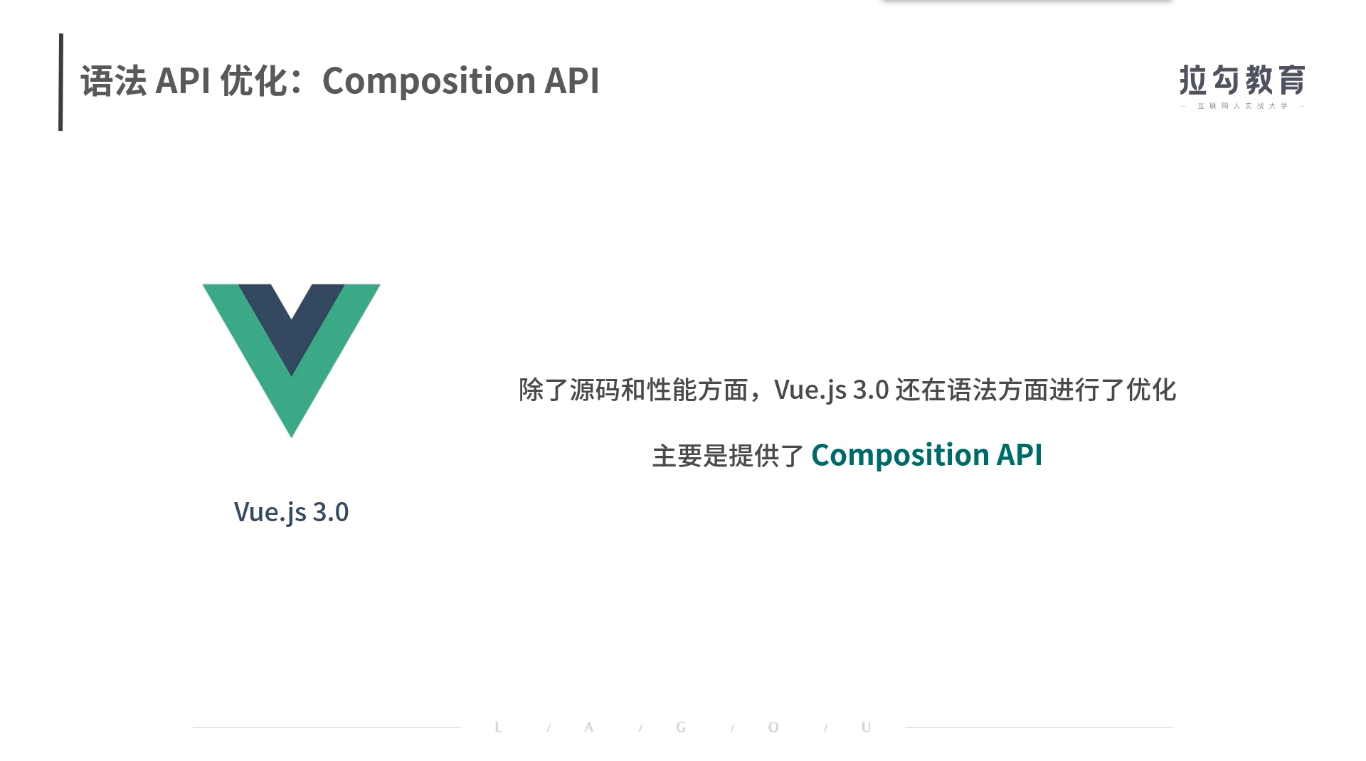 语法 API 优化：Composition API
拉勾教育
— 互联网人实战大学 —
除了源码和性能方面，Vue.js 3.0 还在语法方面进行了优化
主要是提供了 Composition API
Vue.js 3.0
L / A / G / O / U